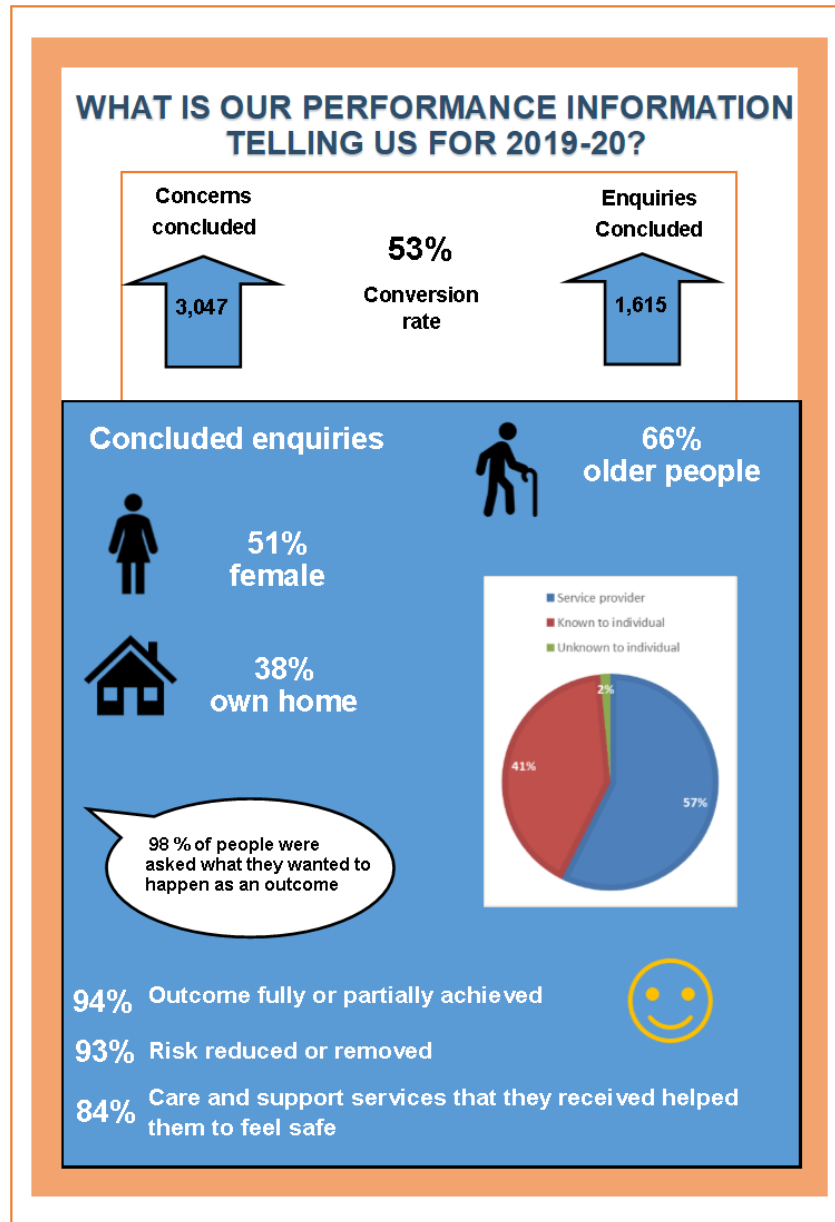 WHAT IS OUR PERFORMANCE INFORMATION
TELLING US FOR 2019-20?
Concerns
concluded
3,047
53%
Conversion
rate
Enquiries
Concluded
1,615
Concluded enquiries
66%
older people
51%
female
38%
own home
Service provider
Known to individual
Unknown to individual
2%
41%
57%
98 % of people were
asked what they wanted to
happen as an outcome
94% Outcome fully or partially achieved
93% Risk reduced or removed
84% Care and support services that they received helped
them to feel safe